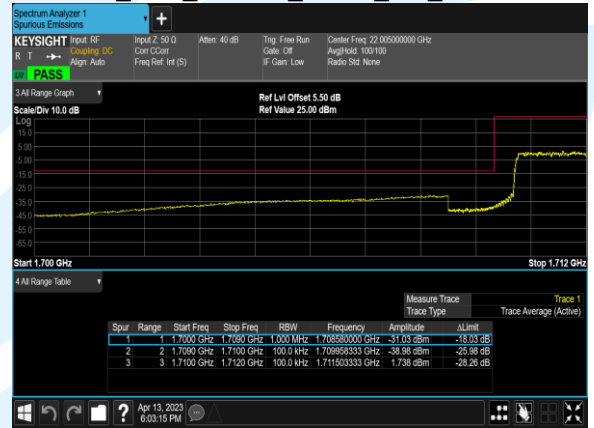 Spectrum Analyzer 1
Spurious Emissions
+
KEYSIGHT Input: RF Input Z: 50 Ω Atten: 40 dB Trig: Free Run Center Freq: 22.005000000 GHz
R T Coupling: DC Corr CCorr Gate: Off Avg|Hold: 100/100
Align: Auto Freq Ref: Int (S) IF Gain: Low Radio Std: None
PASS
3 All Range Graph
Ref Lvl Offset 5.50 dB
Scale/Div 10.0 dB Ref Value 25.00 dBm
Log
15.0
5.00
-5.00
-15.0
-25.0
-35.0
-45.0
-55.0
-65.0
Start 1.700 GHz Stop 1.712 GHz
4 All Range Table
Measure Trace Trace 1
Trace Type Trace Average (Active)
Spur Range Start Freq Stop Freq RBW Frequency Amplitude ΔLimit
1 1 1.7000 GHz 1.7090 GHz 1.000 MHz 1.708580000 GHz -31.03 dBm -18.03 dB
2 2 1.7090 GHz 1.7100 GHz 100.0 kHz 1.709958333 GHz -38.98 dBm -25.98 dB
3 3 1.7100 GHz 1.7120 GHz 100.0 kHz 1.711503333 GHz 1.738 dBm -28.26 dB
? Apr 13, 2023
6:03:15 PM